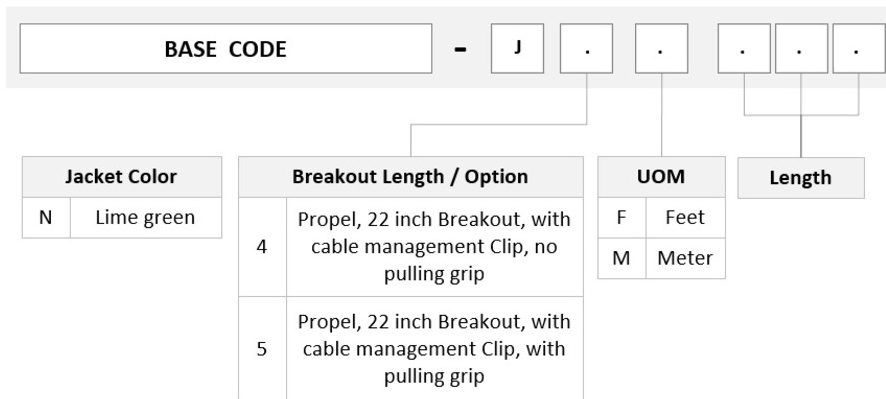 BASE CODE - J . . . . .
Jacket Color
N Lime green
Breakout Length / Option
4 Propel, 22 inch Breakout, with
cable management Clip, no
pulling grip
5 Propel, 22 inch Breakout, with
cable management Clip, with
pulling grip
UOM
F Feet
M Meter
Length